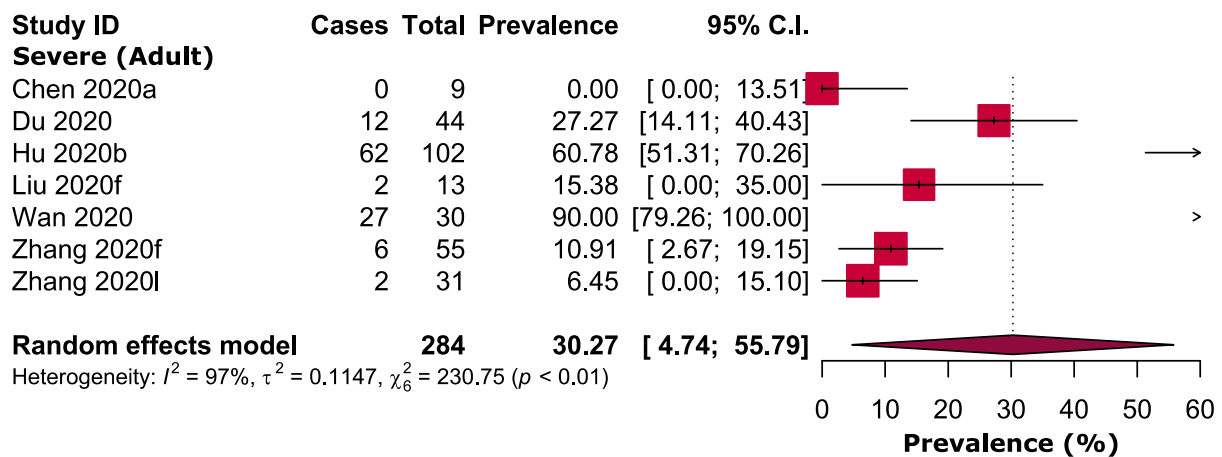 Study ID Cases Total Prevalence 95% C.I.
Severe (Adult)
Chen 2020a 0 9 0.00 [ 0.00; 13.51]
Du 2020 12 44 27.27 [14.11; 40.43]
Hu 2020b 62 102 60.78 [51.31; 70.26]
Liu 2020f 2 13 15.38 [ 0.00; 35.00]
Wan 2020 27 30 90.00 [79.26; 100.00]
Zhang 2020f 6 55 10.91 [ 2.67; 19.15]
Zhang 2020l 2 31 6.45 [ 0.00; 15.10]
Random effects model 284 30.27 [ 4.74; 55.79]
Heterogeneity: I² = 97%, τ² = 0.1147, χ²₆ = 230.75 (p < 0.01)
0 10 20 30 40 50 60
Prevalence (%)